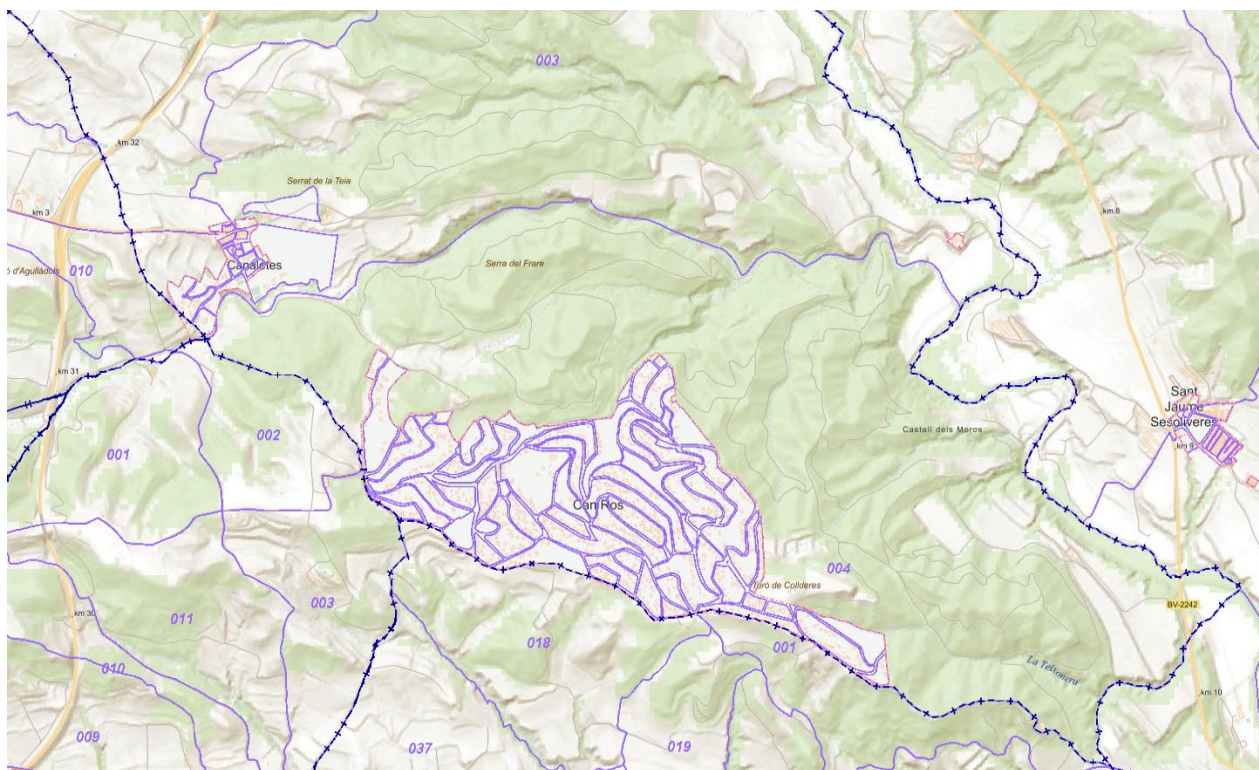 003
km 32
Serrat de la Teia
km 3
km 8
Canaletes
Serra del Frare
010
km 31
Sant
Jaume
Sesoliveres
Castell dels Moros
002
km 9
001
Can Ros
004
Turó de Collderes
003
BV-2242
km 30
011
018
001
010
La Teixonera
km 10
009
037
019